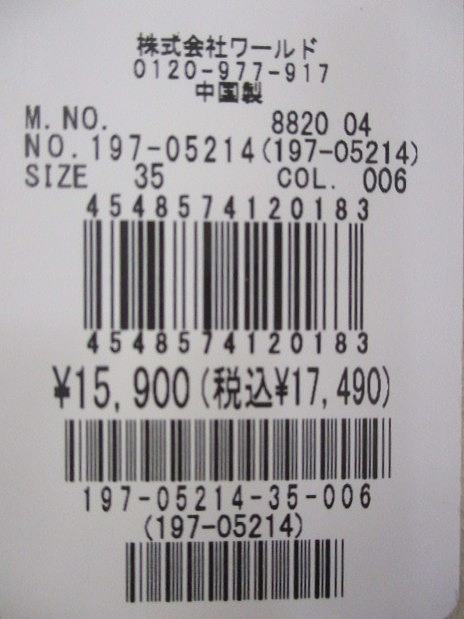 株式会社ワールド
0120-977-917
中国製
M. NO. 8820 04
NO. 197-05214(197-05214)
SIZE 35 COL. 006
4548574120183
4548574120183
¥15,900(税込¥17,490)
197-05214-35-006
(197-05214)